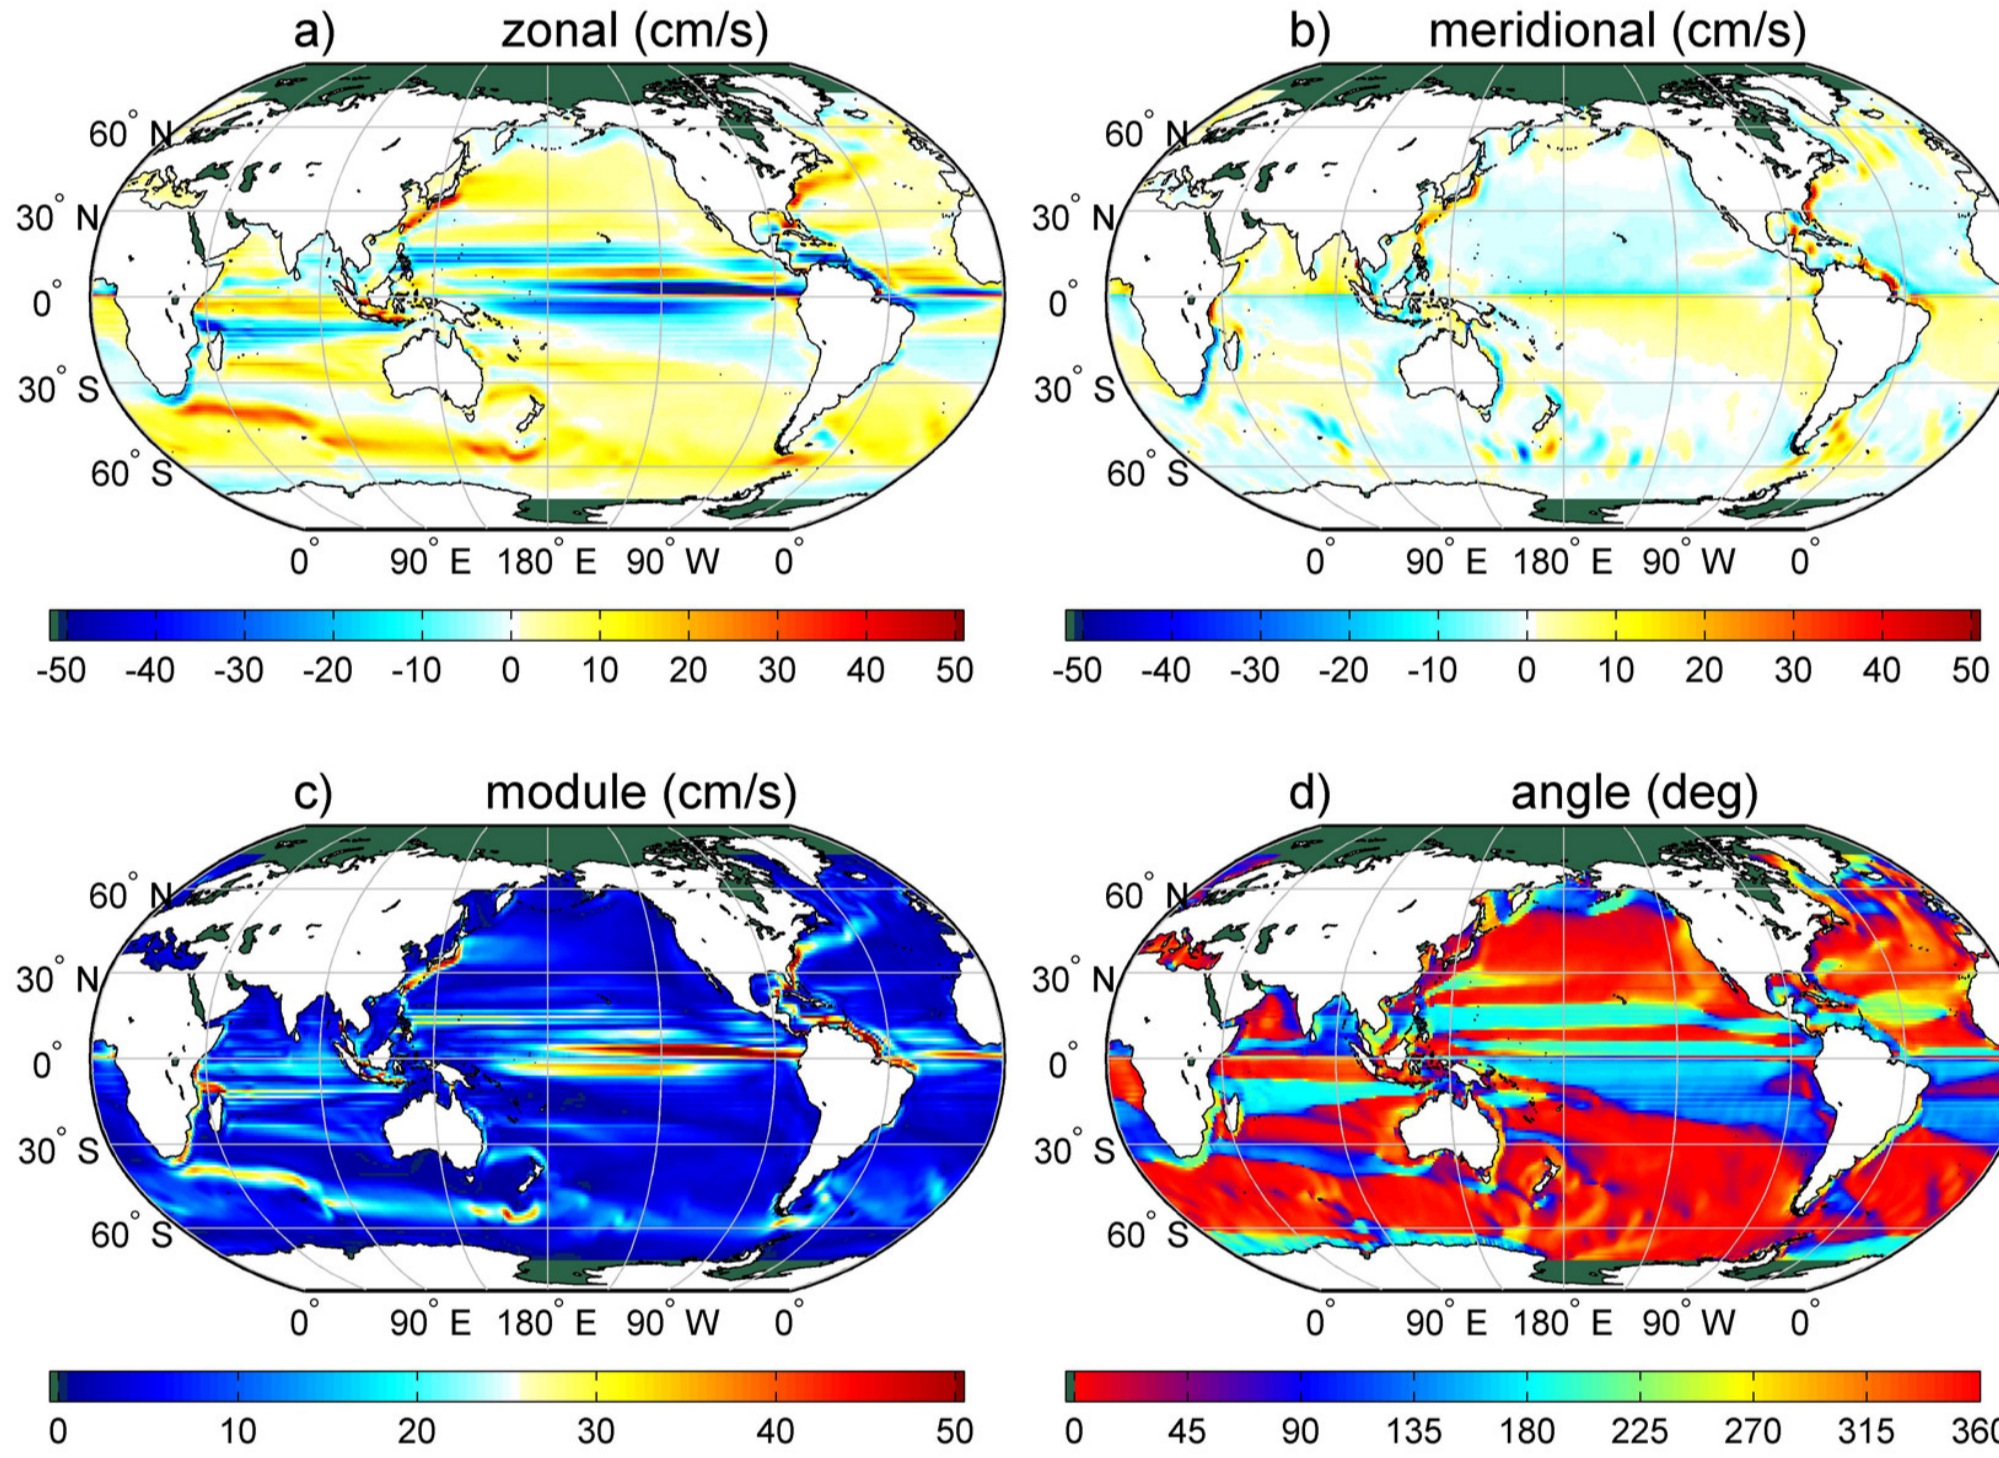 a) zonal (cm/s)
60° N
30° N
0°
30° S
60° S
0° 90° E 180° E 90° W 0°
-50 -40 -30 -20 -10 0 10 20 30 40 50
b) meridional (cm/s)
60° N
30° N
0°
30° S
60° S
0° 90° E 180° E 90° W 0°
-50 -40 -30 -20 -10 0 10 20 30 40 50
c) module (cm/s)
60° N
30° N
0°
30° S
60° S
0° 90° E 180° E 90° W 0°
0 10 20 30 40 50
d) angle (deg)
60° N
30° N
0°
30° S
60° S
0° 90° E 180° E 90° W 0°
0 45 90 135 180 225 270 315 360